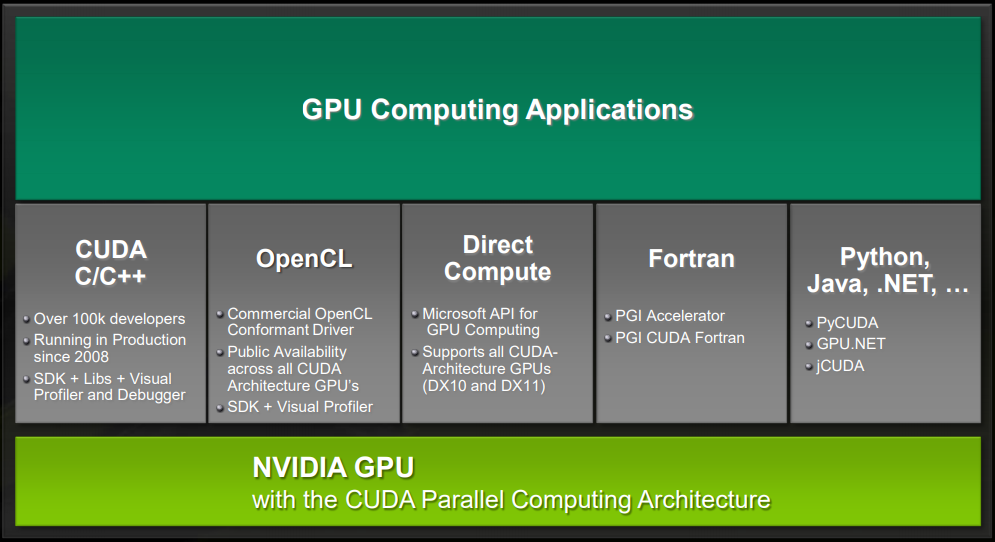 GPU Computing Applications
CUDA
C/C++
Over 100k developers
Running in Production
since 2008
SDK + Libs + Visual
Profiler and Debugger
OpenCL
Commercial OpenCL
Conformant Driver
Public Availability
across all CUDA
Architecture GPU's
SDK + Visual Profiler
Direct
Compute
Microsoft API for
GPU Computing
Supports all CUDA-
Architecture GPUs
(DX10 and DX11)
Fortran
PGI Accelerator
PGI CUDA Fortran
Python,
Java, .NET, …
PyCUDA
GPU.NET
jCUDA
NVIDIA GPU
with the CUDA Parallel Computing Architecture